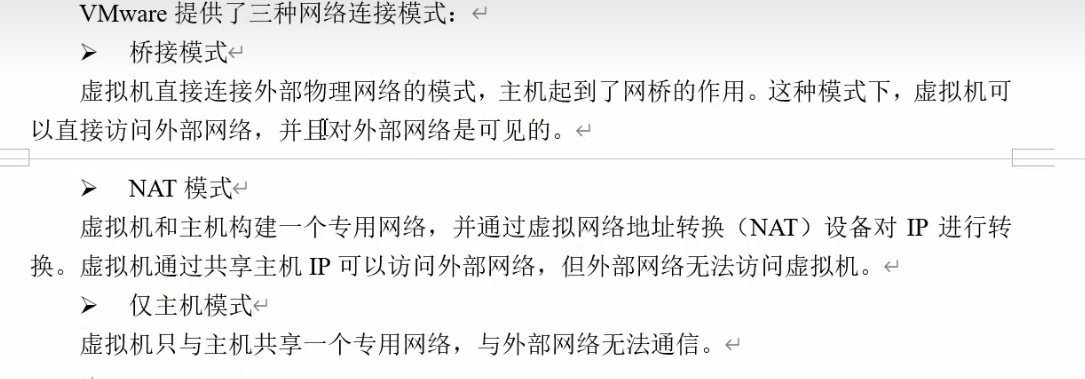 VMware 提供了三种网络连接模式：
➢ 桥接模式
虚拟机直接连接外部物理网络的模式，主机起到了网桥的作用。这种模式下，虚拟机可
以直接访问外部网络，并且对外部网络是可见的。
➢ NAT 模式
虚拟机和主机构建一个专用网络，并通过虚拟网络地址转换（NAT）设备对 IP 进行转
换。虚拟机通过共享主机 IP 可以访问外部网络，但外部网络无法访问虚拟机。
➢ 仅主机模式
虚拟机只与主机共享一个专用网络，与外部网络无法通信。